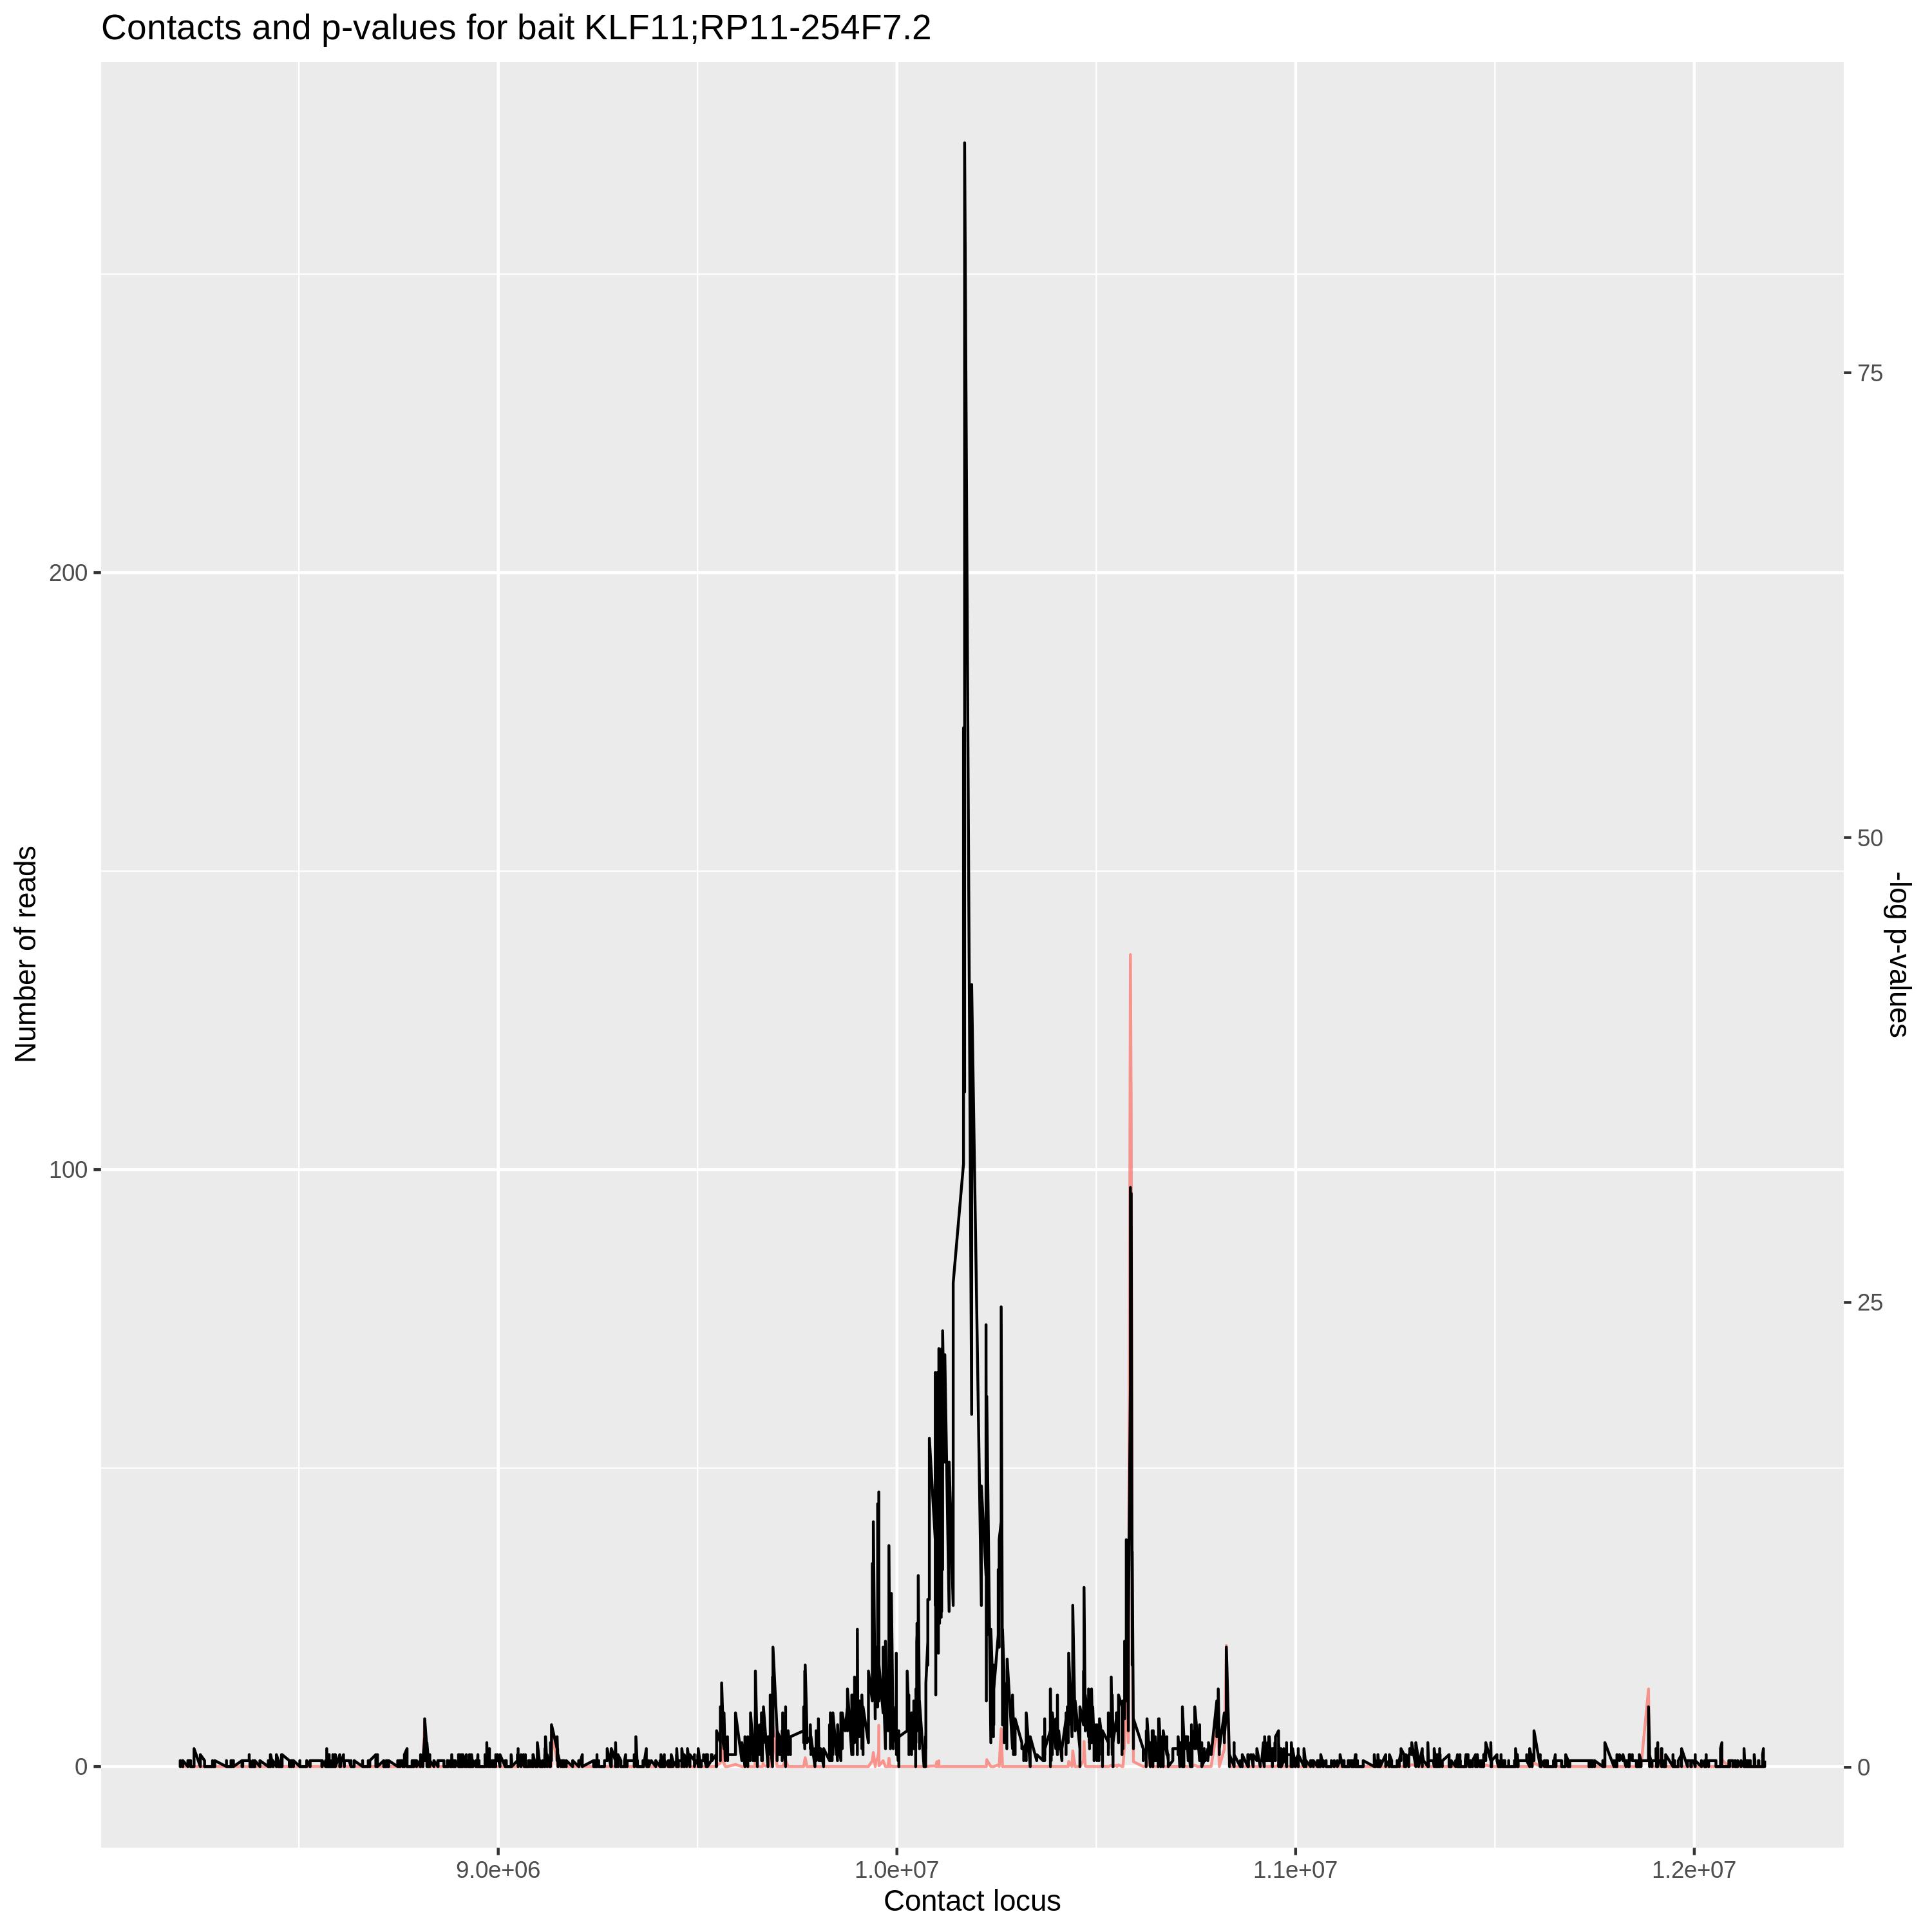 Contacts and p-values for bait KLF11;RP11-254F7.2
Number of reads
200
100
0
75
50
25
0
-log p-values
9.0e+06
1.0e+07
1.1e+07
1.2e+07
Contact locus